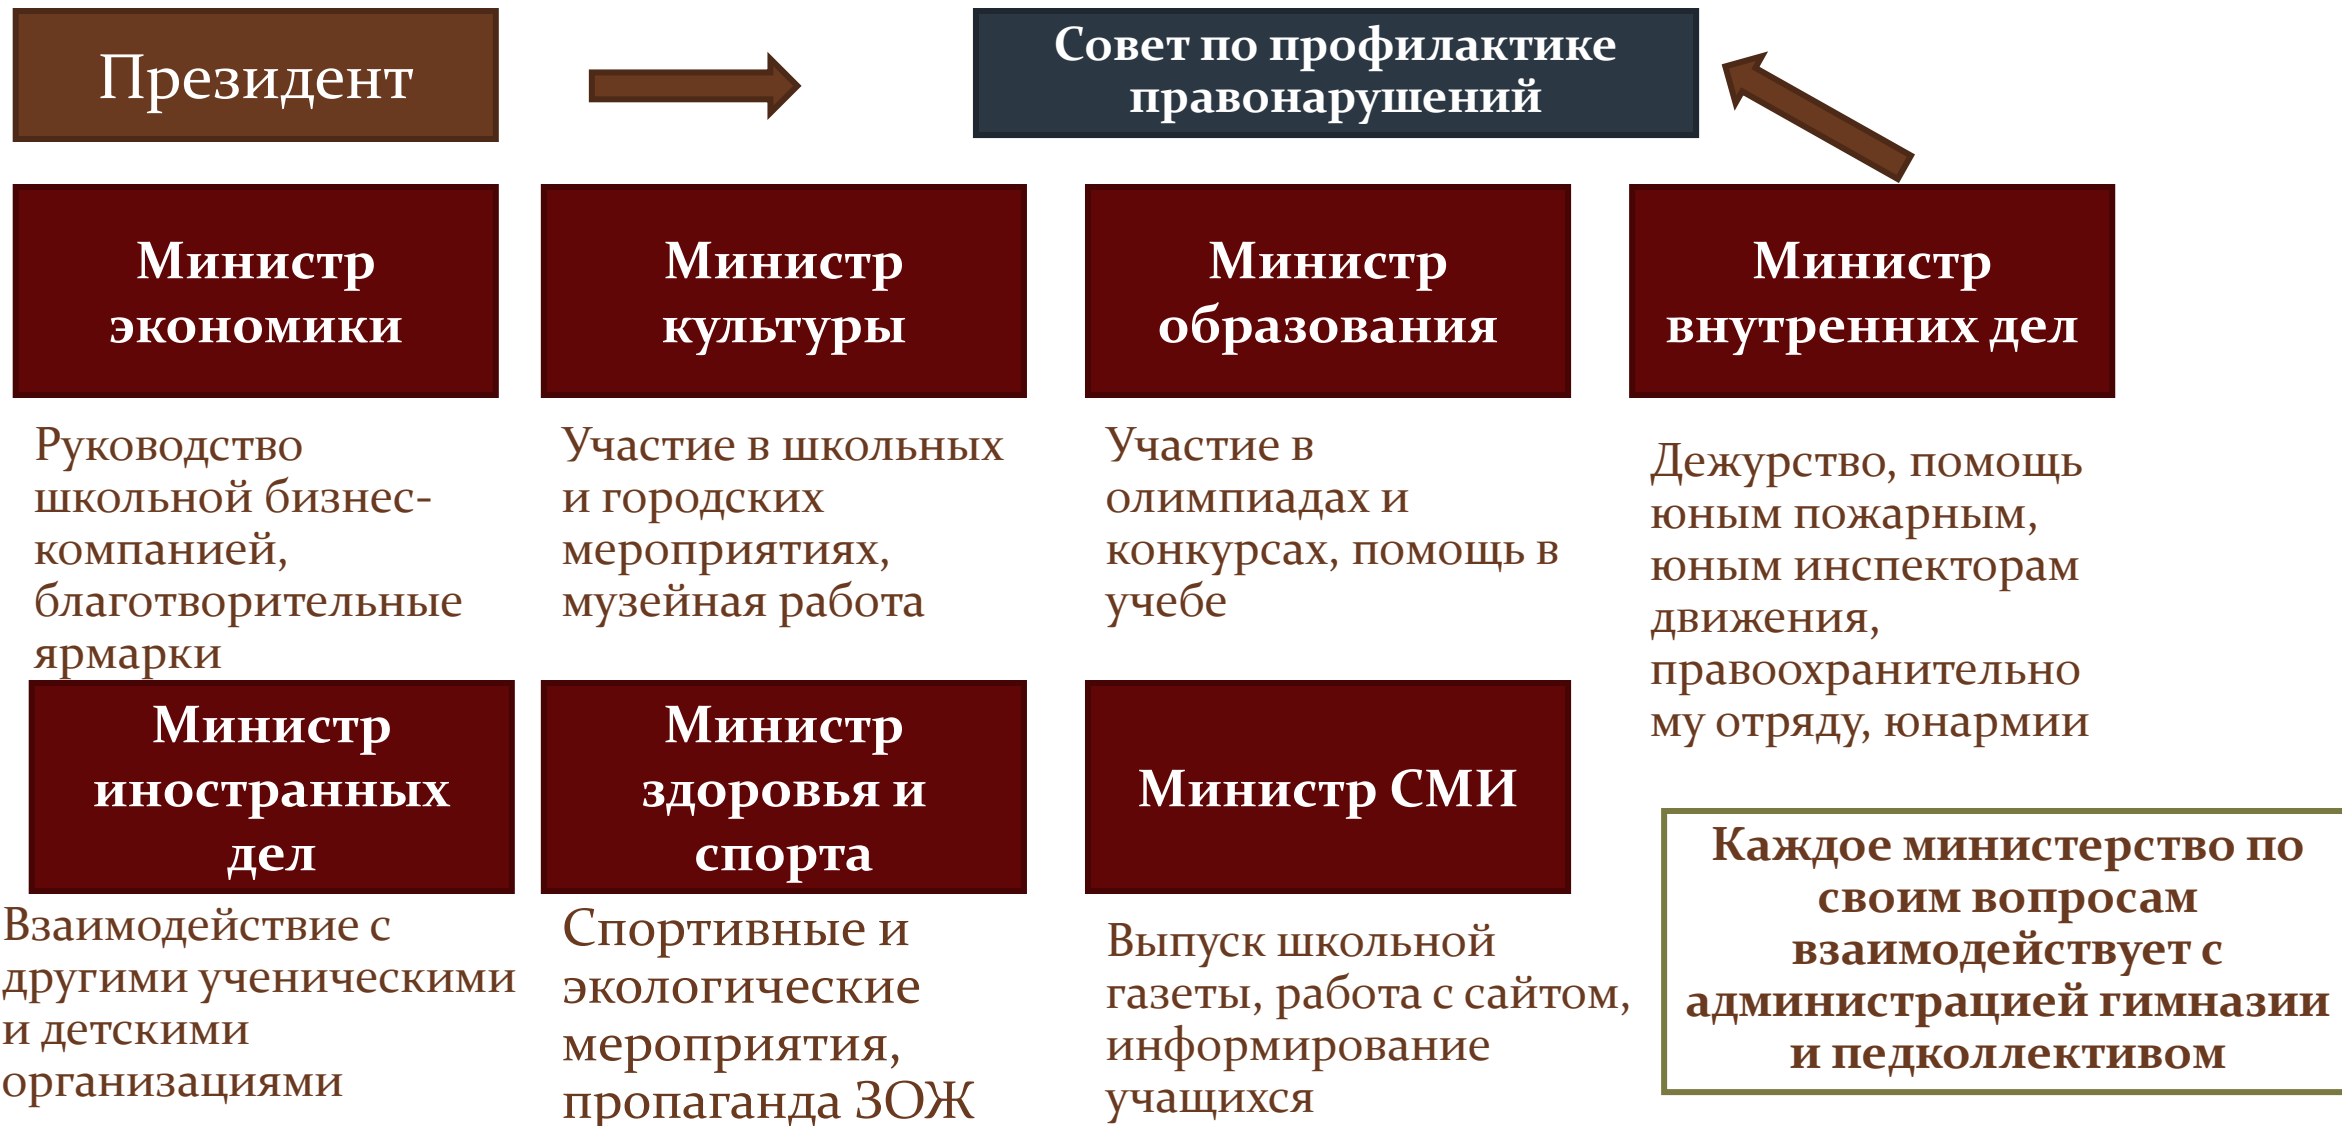 Президент
Совет по профилактике
правонарушений
Министр
экономики
Министр
культуры
Министр
образования
Министр
внутренних дел
Руководство
школьной бизнес-
компанией,
благотворительные
ярмарки
Участие в школьных
и городских
мероприятиях,
музейная работа
Участие в
олимпиадах и
конкурсах, помощь в
учебе
Дежурство, помощь
юным пожарным,
юным инспекторам
движения,
правоохранительно
му отряду, юнармии
Министр
иностранных
дел
Министр
здоровья и
спорта
Министр СМИ
Взаимодействие с
другими ученическими
и детскими
организациями
Спортивные и
экологические
мероприятия,
пропаганда ЗОЖ
Выпуск школьной
газеты, работа с сайтом,
информирование
учащихся
Каждое министерство по
своим вопросам
взаимодействует с
администрацией гимназии
и педколлективом